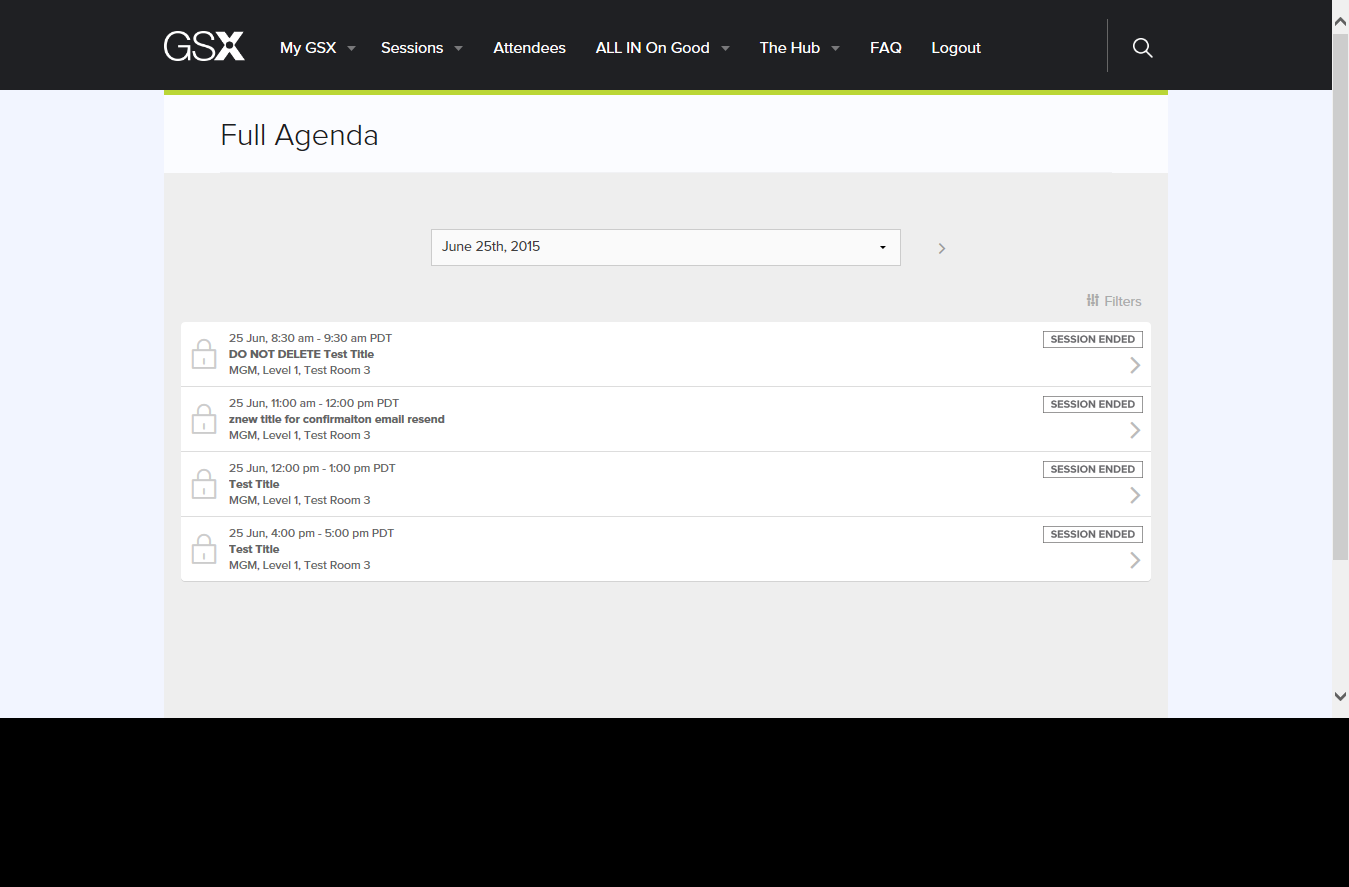 GSX My GSX Sessions Attendees ALL IN On Good The Hub FAQ Logout
Full Agenda
June 25th, 2015
Filters
25 Jun, 8:30 am - 9:30 am PDT SESSION ENDED
DO NOT DELETE Test Title
MGM, Level 1, Test Room 3
25 Jun, 11:00 am - 12:00 pm PDT SESSION ENDED
znew title for confirmaiton email resend
MGM, Level 1, Test Room 3
25 Jun, 12:00 pm - 1:00 pm PDT SESSION ENDED
Test Title
MGM, Level 1, Test Room 3
25 Jun, 4:00 pm - 5:00 pm PDT SESSION ENDED
Test Title
MGM, Level 1, Test Room 3